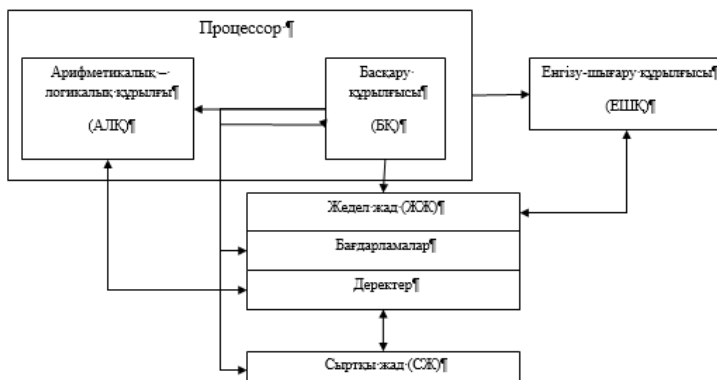 Процессор·¶
Арифметикалық·–·
логикалық·құрылғы¶
(АЛҚ)¶
Басқару·
құрылғысы¶
(БҚ)¶
Енгізу-шығару·құрылғысы¶
(ЕШҚ)¶
Жедел·жад·(ЖЖ)¶
Бағдарламалар¶
Деректер¶
Сыртқы·жад·(СЖ)¶